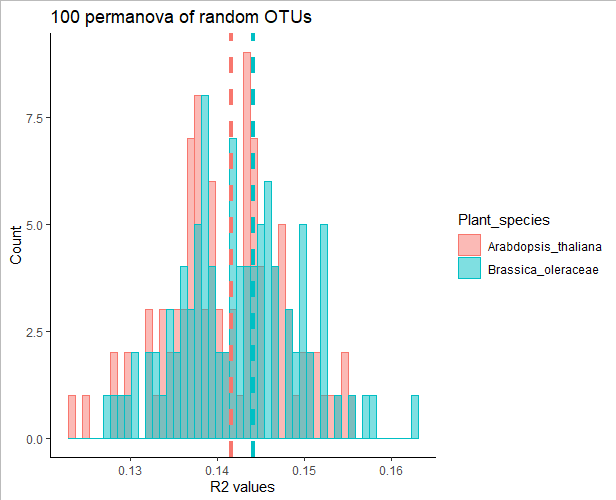 100 permanova of random OTUs
Count
7.5
5.0
2.5
0.0
0.13 0.14 0.15 0.16
R2 values
Plant_species
Arabdopsis_thaliana
Brassica_oleraceae